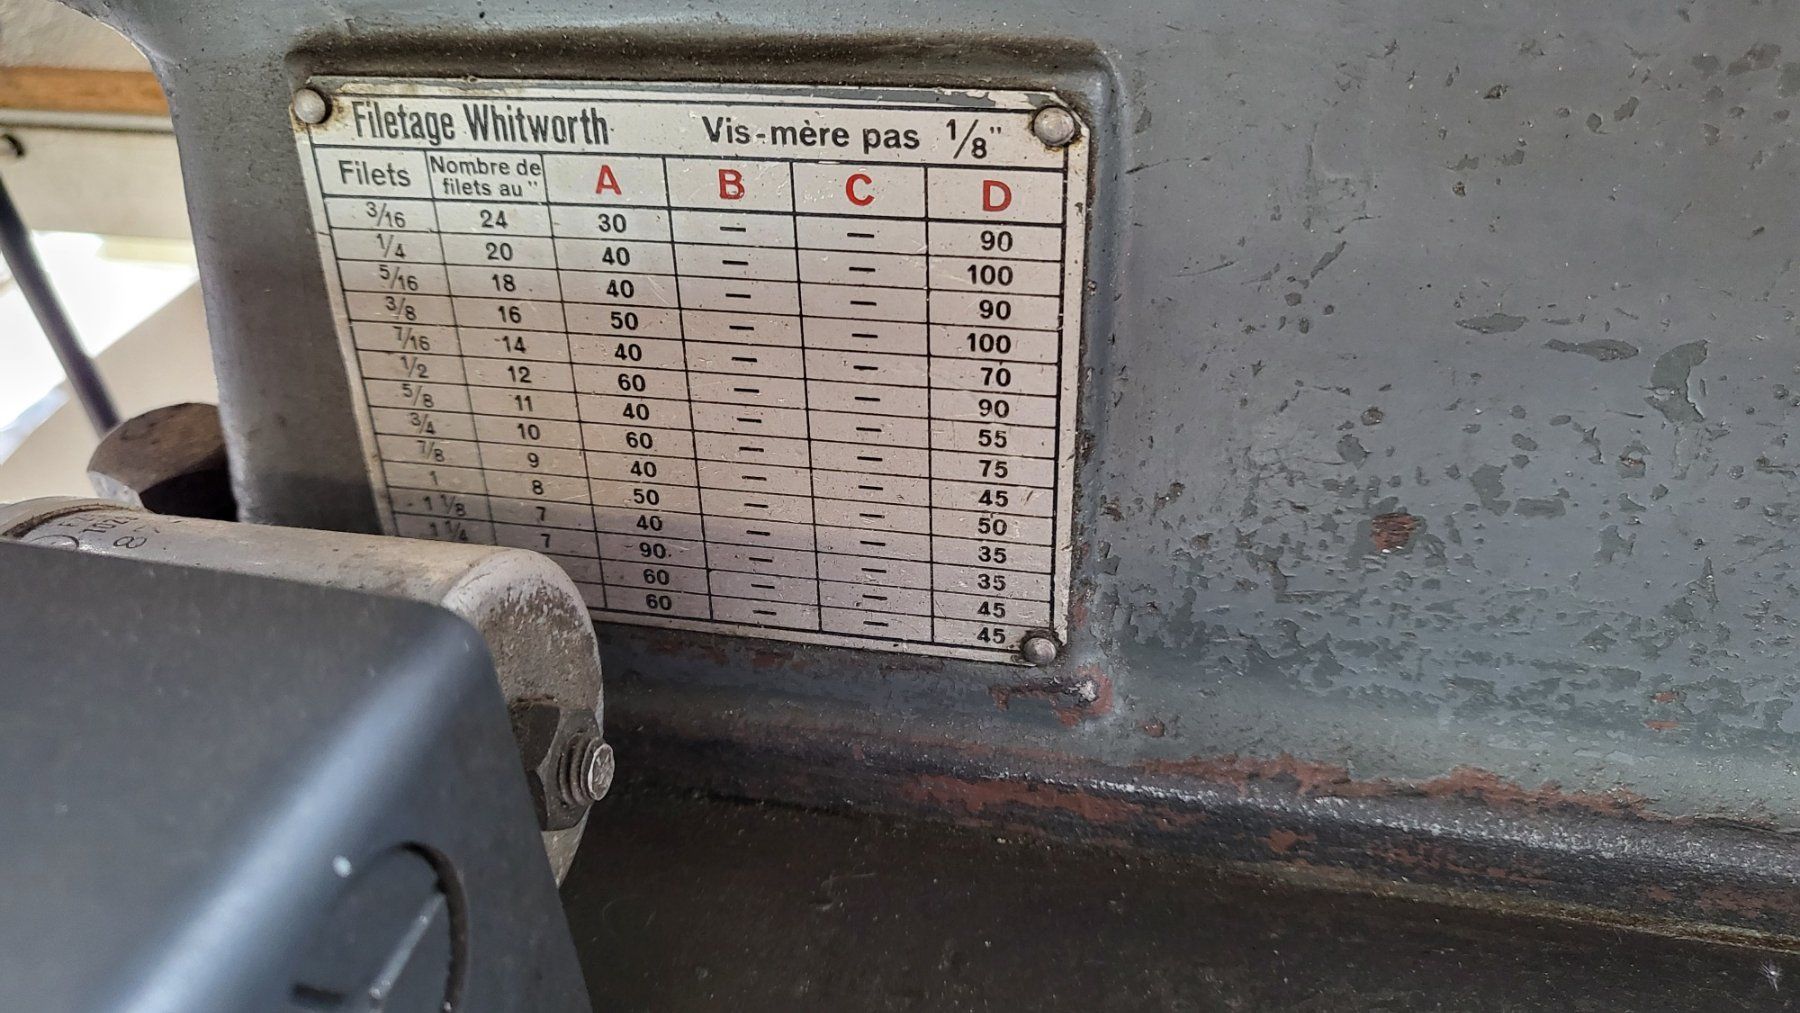 Filetage Whitworth Vis-mère pas 1/8"
Filets Nombre de filets au " A B C D
3/16 24 30 — — 90
1/4 20 40 — — 100
5/16 18 40 — — 90
3/8 16 50 — — 100
7/16 14 40 — — 70
1/2 12 60 — — 90
5/8 11 40 — — 55
3/4 10 60 — — 75
7/8 9 40 — — 45
1 8 50 — — 50
1 1/8 7 40 — — 35
1 1/4 7 90 — — 35
60 — — 45
60 — — 45